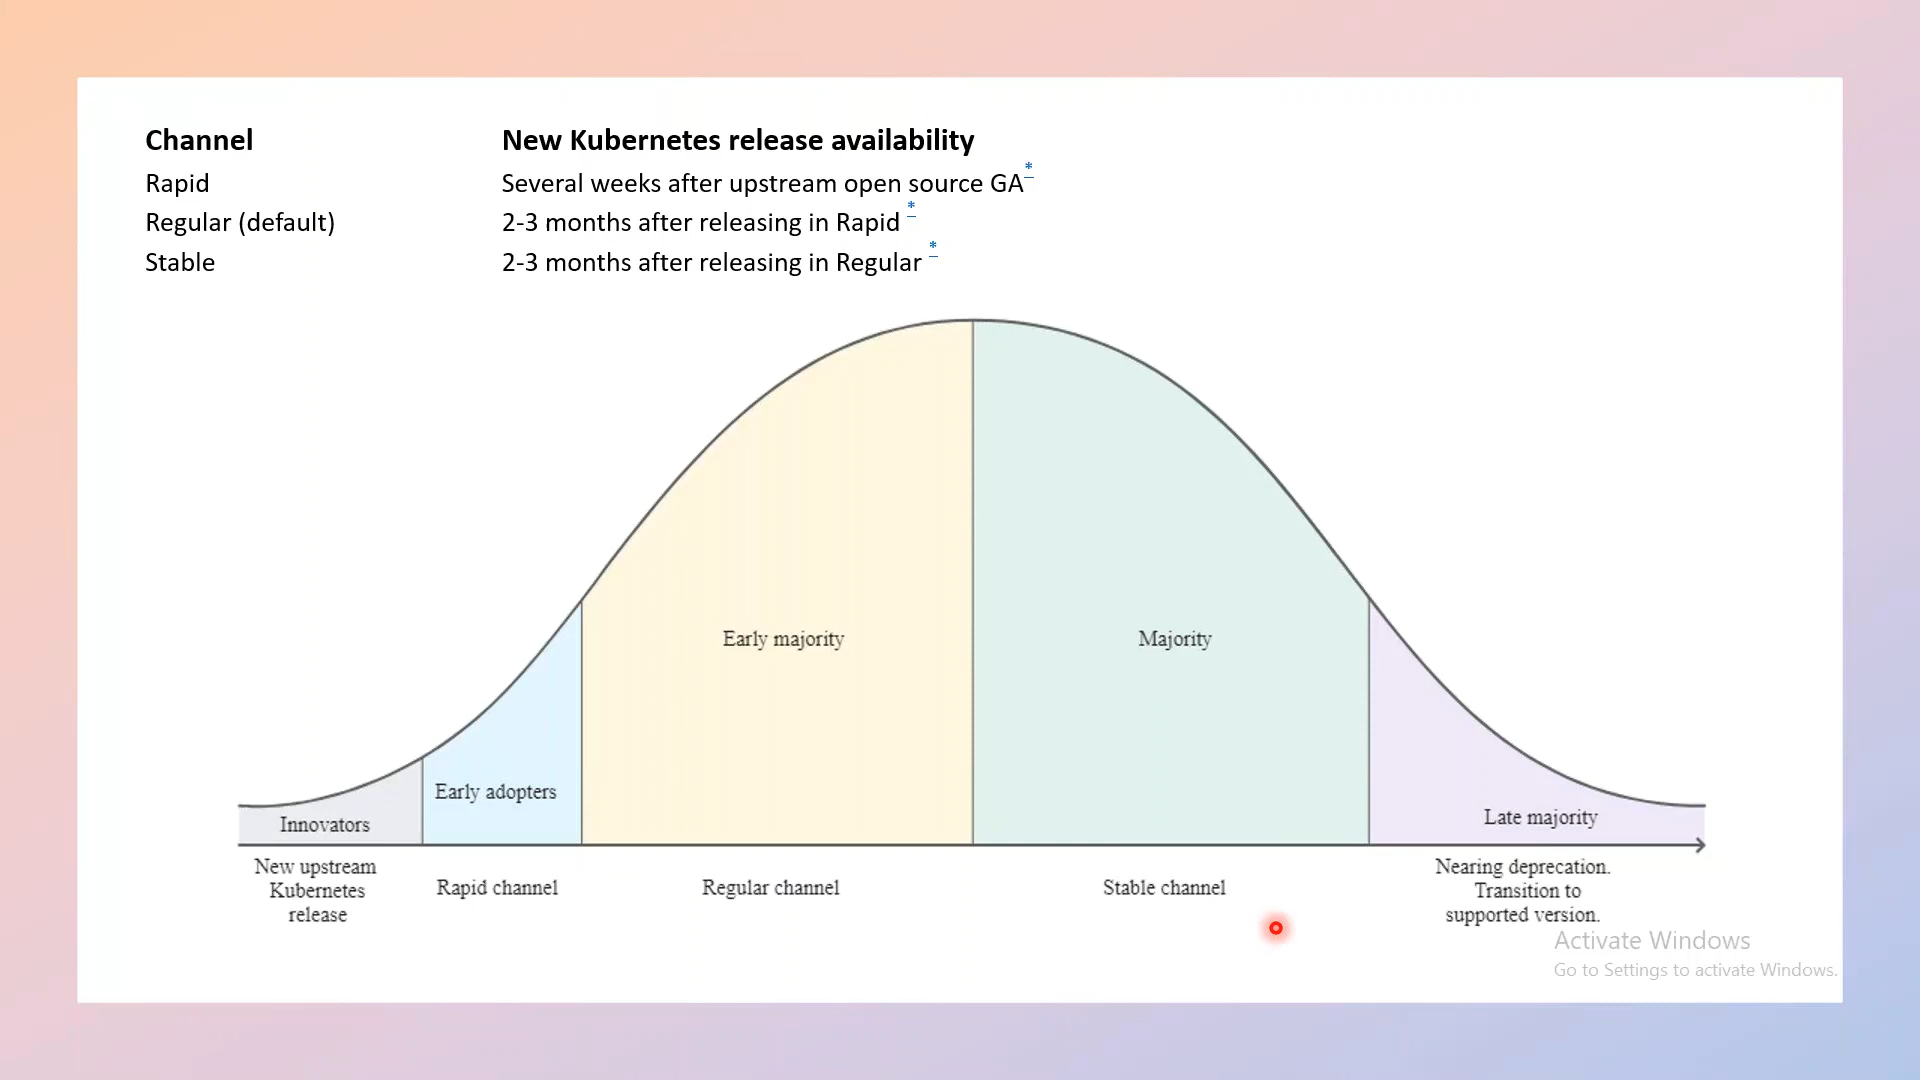 Channel New Kubernetes release availability
Rapid Several weeks after upstream open source GA*
Regular (default) 2-3 months after releasing in Rapid *
Stable 2-3 months after releasing in Regular *
Early majority
Majority
Early adopters
Innovators
Late majority
New upstream
Kubernetes
release
Rapid channel
Regular channel
Stable channel
Nearing deprecation.
Transition to
supported version.
Activate Windows
Go to Settings to activate Windows.